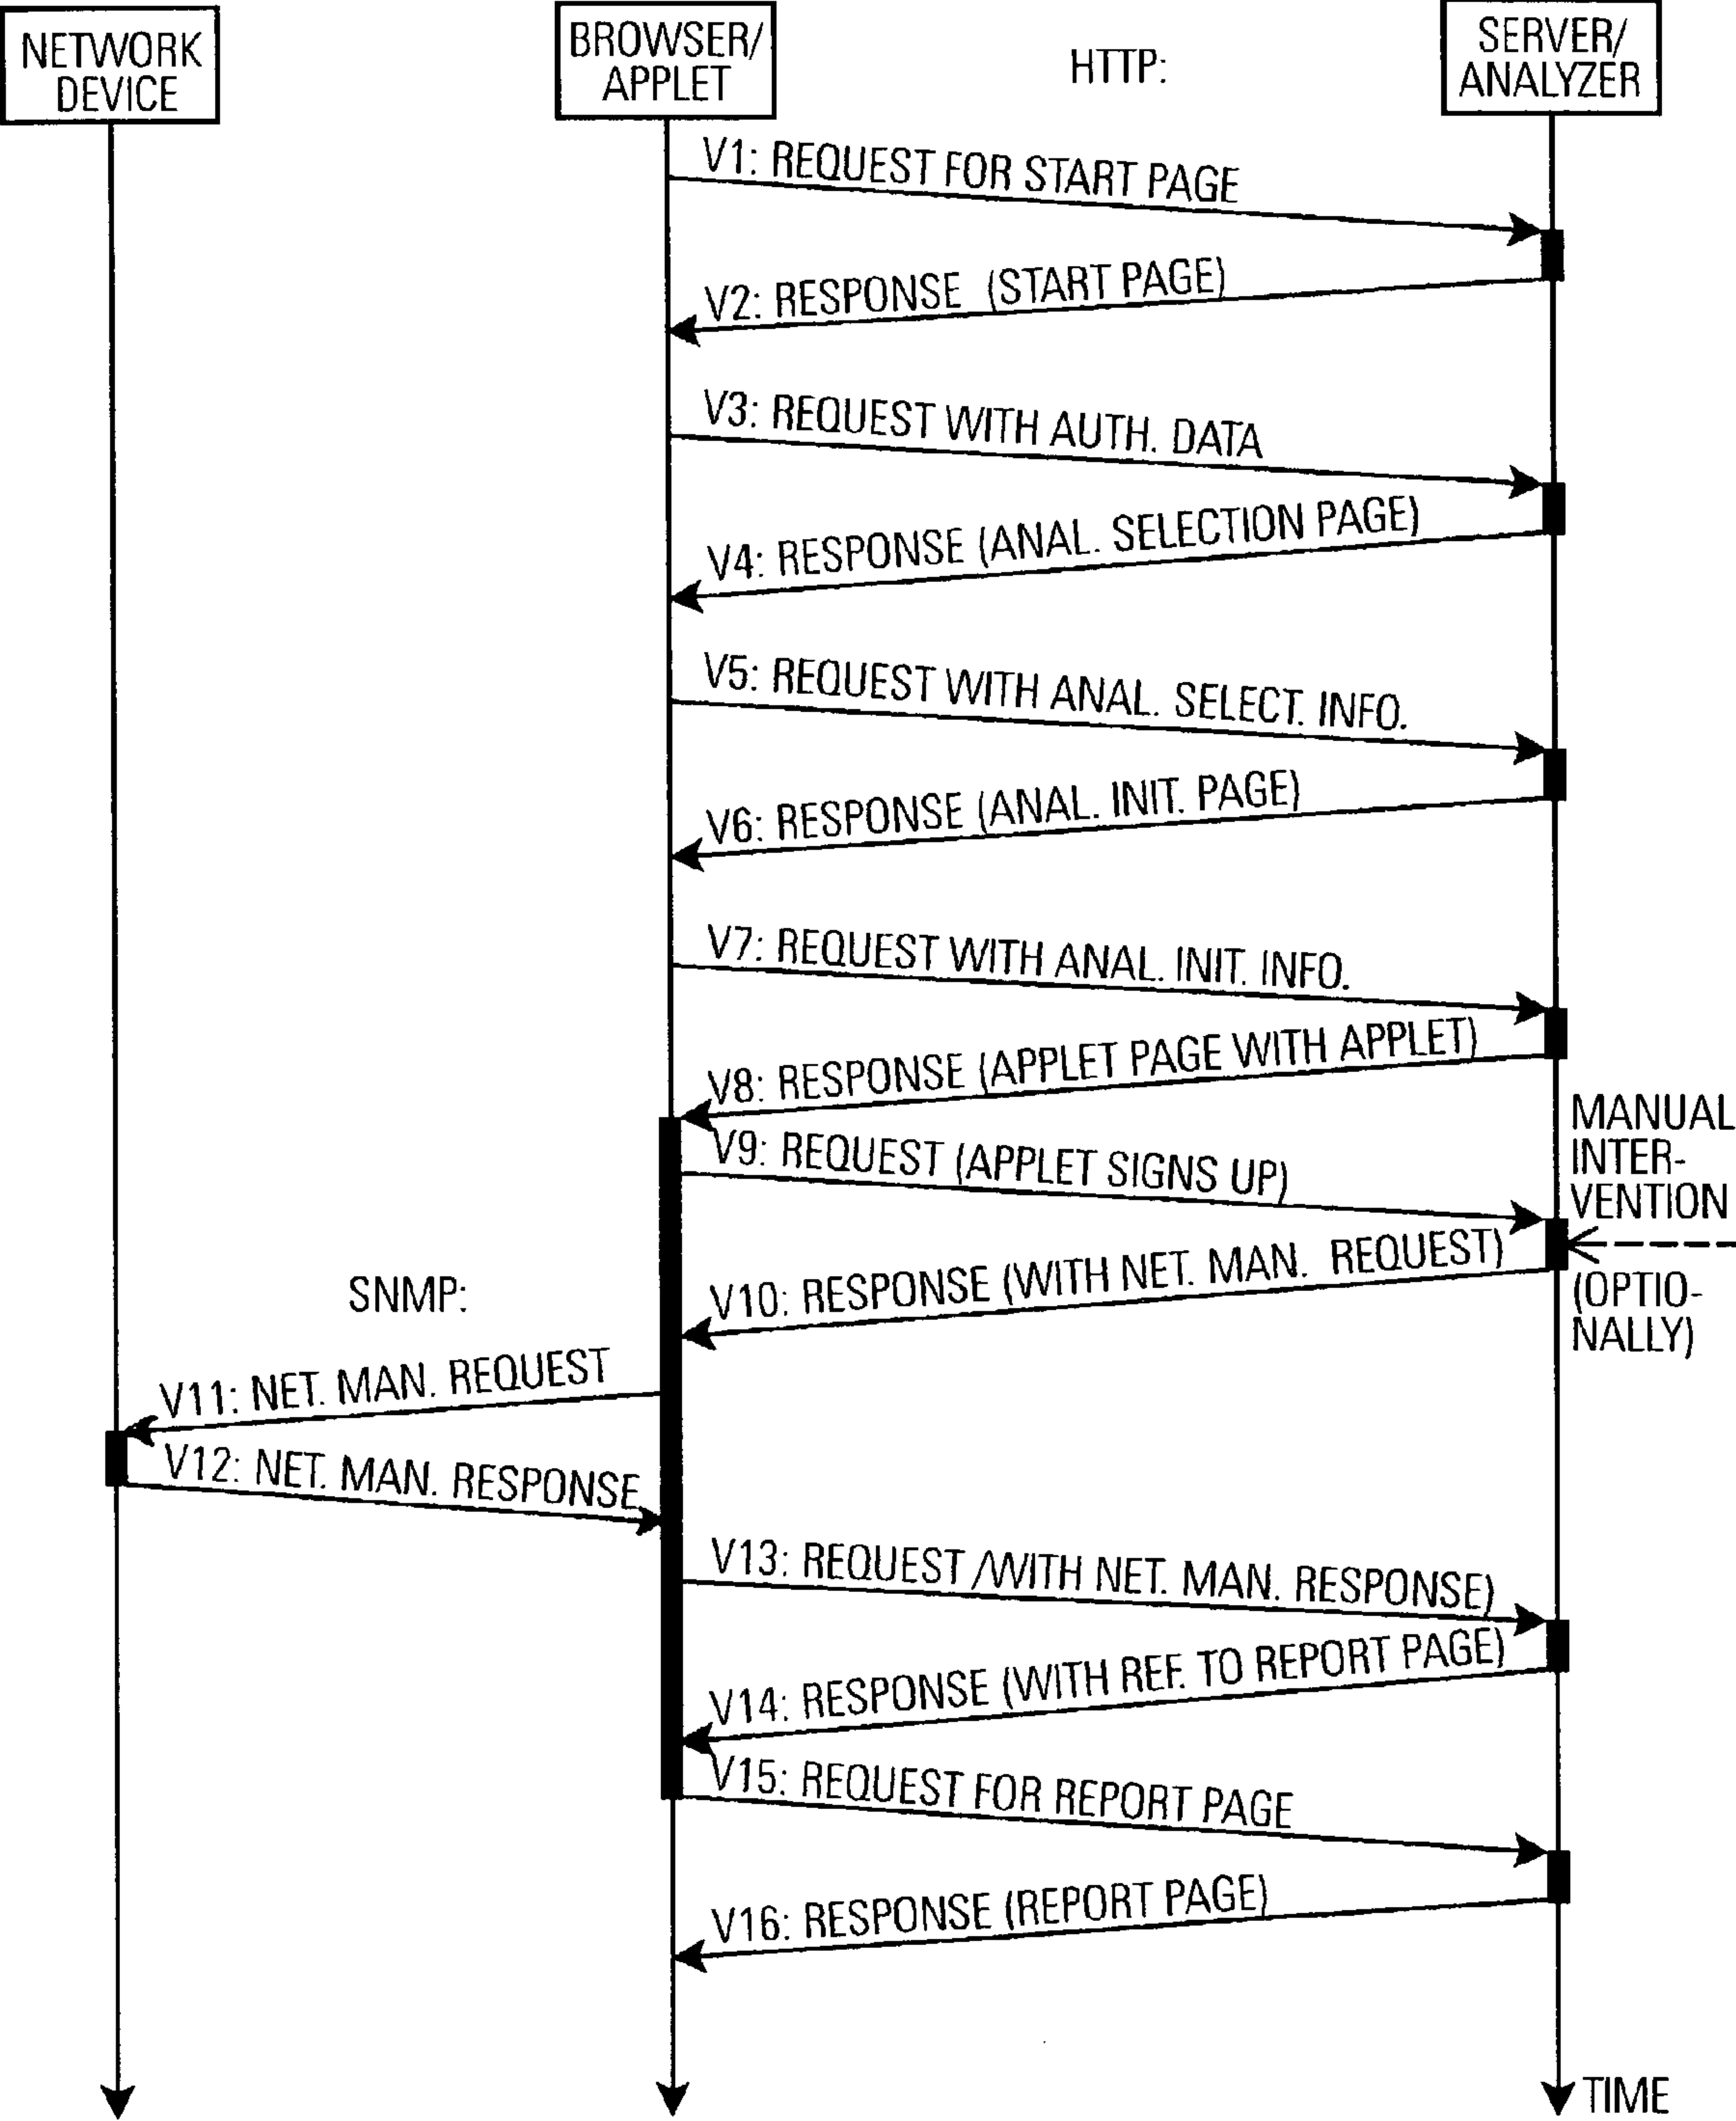 NETWORK
DEVICE
BROWSER/
APPLET
HTTP:
SERVER/
ANALYZER
V1: REQUEST FOR START PAGE
V2: RESPONSE (START PAGE)
V3: REQUEST WITH AUTH. DATA
V4: RESPONSE (ANAL. SELECTION PAGE)
V5: REQUEST WITH ANAL. SELECT. INFO.
V6: RESPONSE (ANAL. INIT. PAGE)
V7: REQUEST WITH ANAL. INIT. INFO.
V8: RESPONSE (APPLET PAGE WITH APPLET)
V9: REQUEST (APPLET SIGNS UP)
MANUAL
INTER-
VENTION
(OPTIO-
NALLY)
V10: RESPONSE (WITH NET. MAN. REQUEST)
SNMP:
V11: NET. MAN. REQUEST
V12: NET. MAN. RESPONSE
V13: REQUEST /WITH NET. MAN. RESPONSE)
V14: RESPONSE (WITH REF. TO REPORT PAGE)
V15: REQUEST FOR REPORT PAGE
V16: RESPONSE (REPORT PAGE)
TIME